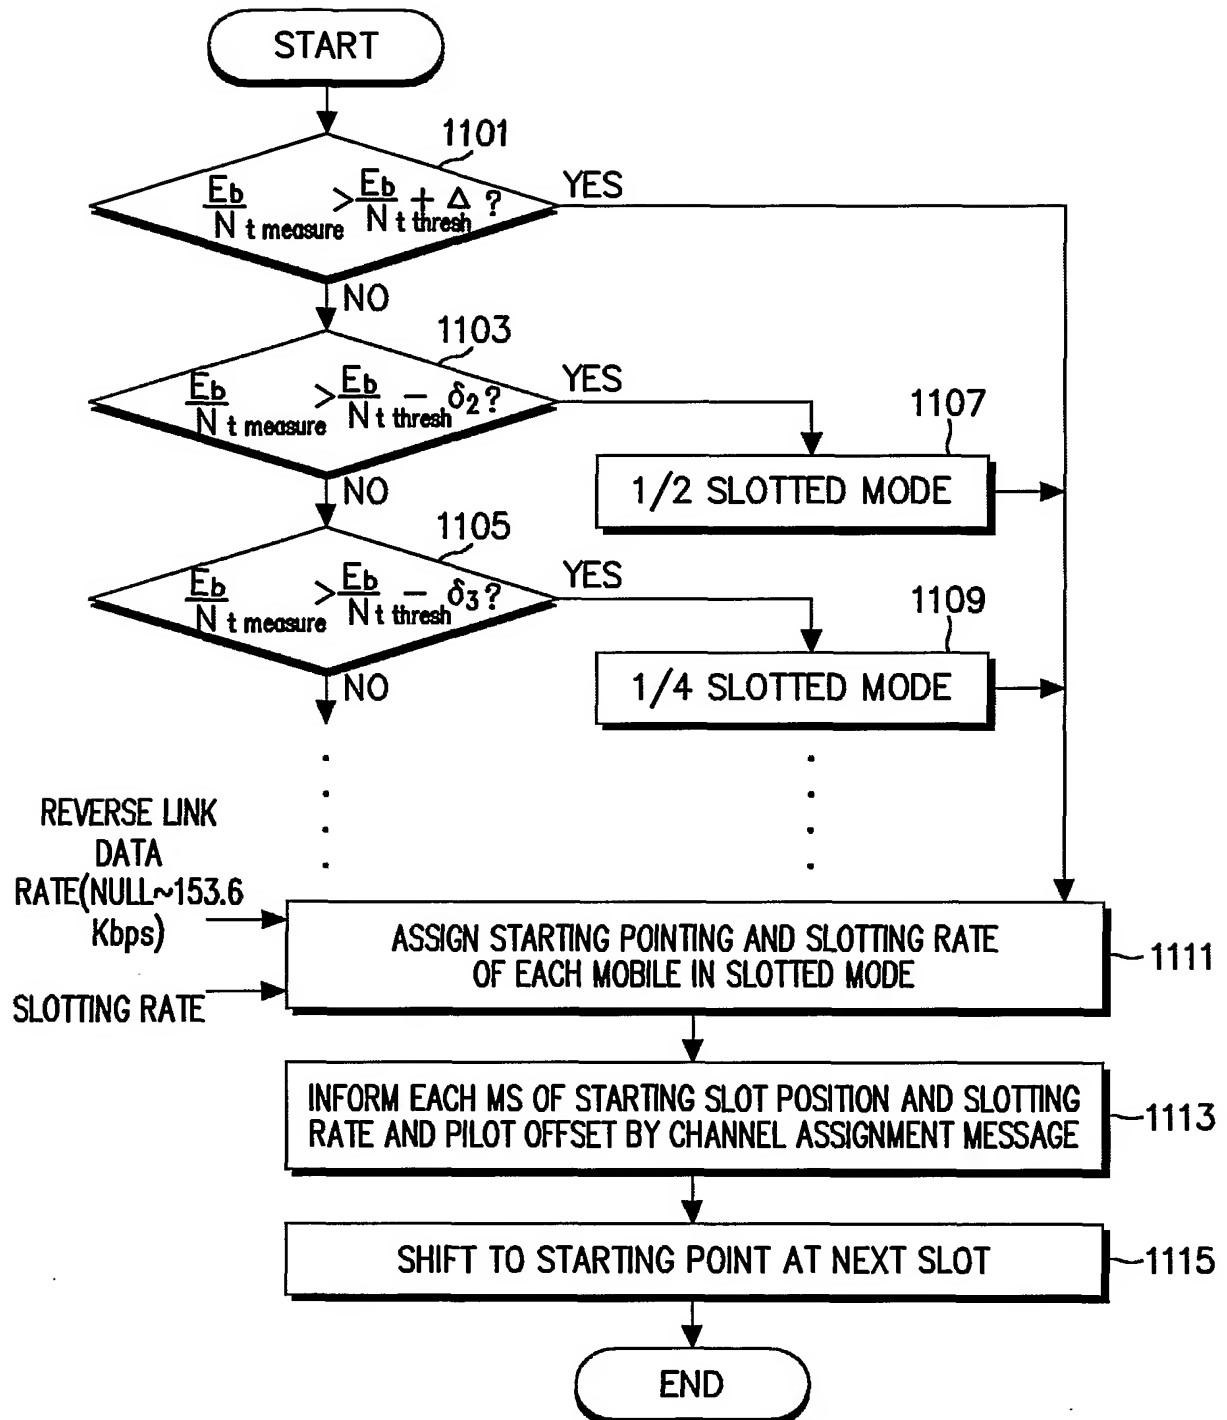 START
1101
Eb/Nt measure > Eb/Nt thresh + Δ ?
YES
NO
1103
Eb/Nt measure > Eb/Nt thresh − δ2?
YES
1107
1/2 SLOTTED MODE
NO
1105
Eb/Nt measure > Eb/Nt thresh − δ3?
YES
1109
1/4 SLOTTED MODE
NO
REVERSE LINK
DATA
RATE(NULL~153.6
Kbps)
ASSIGN STARTING POINTING AND SLOTTING RATE
OF EACH MOBILE IN SLOTTED MODE
1111
SLOTTING RATE
INFORM EACH MS OF STARTING SLOT POSITION AND SLOTTING
RATE AND PILOT OFFSET BY CHANNEL ASSIGNMENT MESSAGE
1113
SHIFT TO STARTING POINT AT NEXT SLOT
1115
END